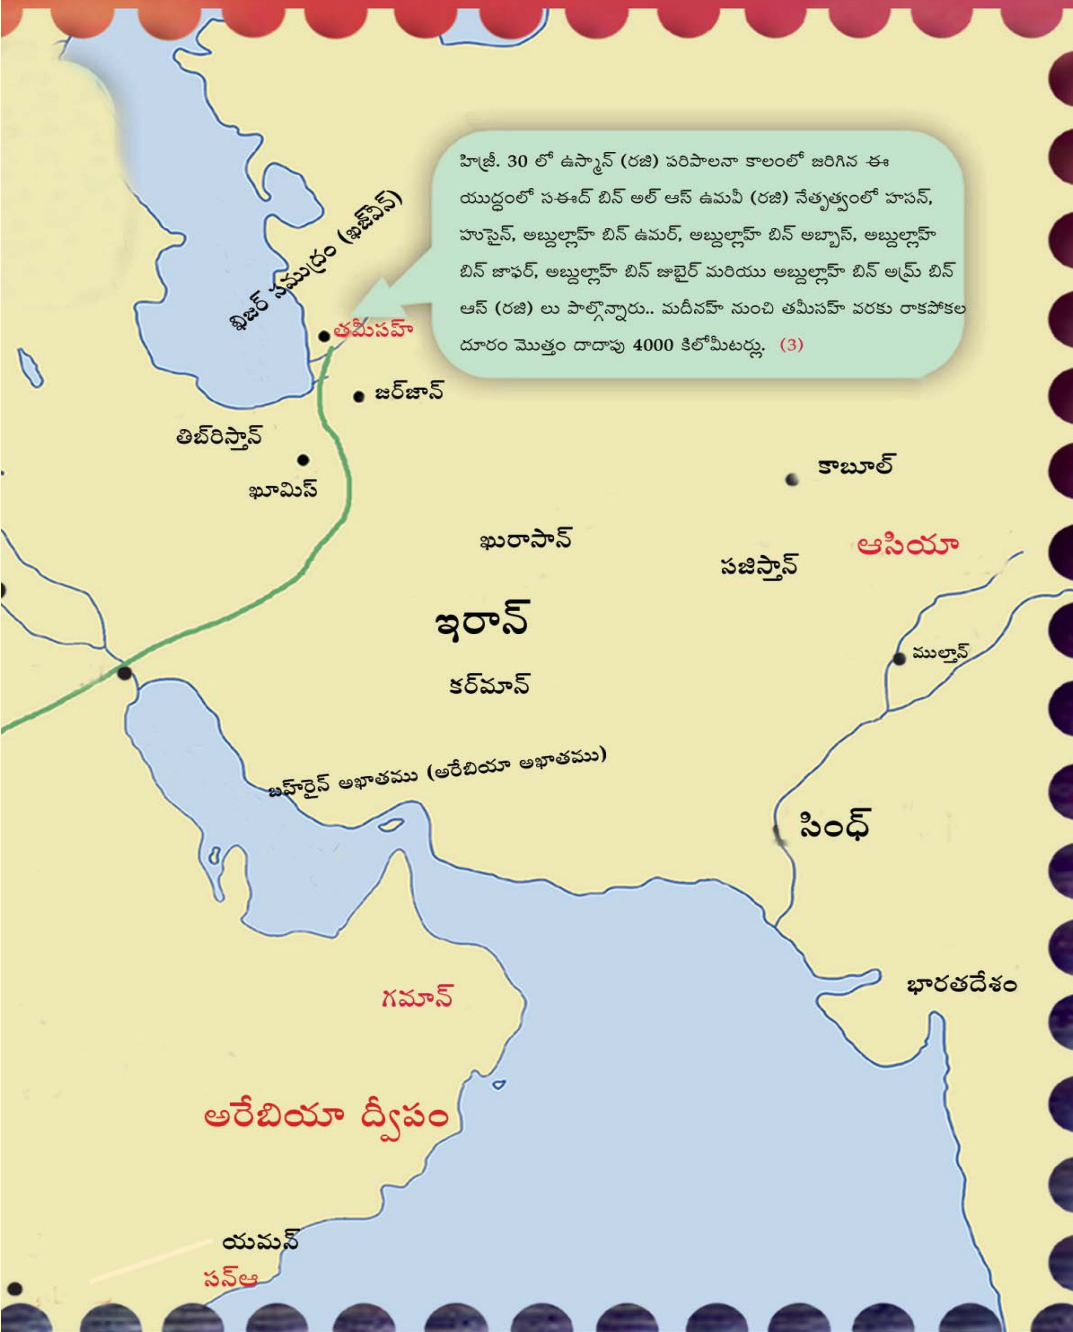 హిజ్రీ. 30 లో ఉస్మాన్ (రజి) పరిపాలనా కాలంలో జరిగిన ఈ
యుద్ధంలో సఈద్ బిన్ అల్ ఆస్ ఉమవీ (రజి) నేతృత్వంలో హసన్,
హుసైన్, అబ్దుల్లాహ్ బిన్ ఉమర్, అబ్దుల్లాహ్ బిన్ అబ్బాస్, అబ్దుల్లాహ్
బిన్ జాఫర్, అబ్దుల్లాహ్ బిన్ జుబైర్ మరియు అబ్దుల్లాహ్ బిన్ అమ్ర్ బిన్
ఆస్ (రజి) లు పాల్గొన్నారు.. మదీనహ్ నుంచి తమీసహ్ వరకు రాకపోకల
దూరం మొత్తం దాదాపు 4000 కిలోమీటర్లు. (3)
ఖిజర్ సముద్రం (ఖజ్‌వీన్)
తమీసహ్
జర్‌జాన్
తిబ్‌రిస్తాన్
ఖూమిస్
కాబూల్
ఖురాసాన్
ఆసియా
సజిస్తాన్
ఇరాన్
ముల్తాన్
కర్‌మాన్
బహ్‌రైన్ అఖాతము (అరేబియా అఖాతము)
సింధ్
భారతదేశం
గమాన్
అరేబియా ద్వీపం
యమన్
సన్ఆ